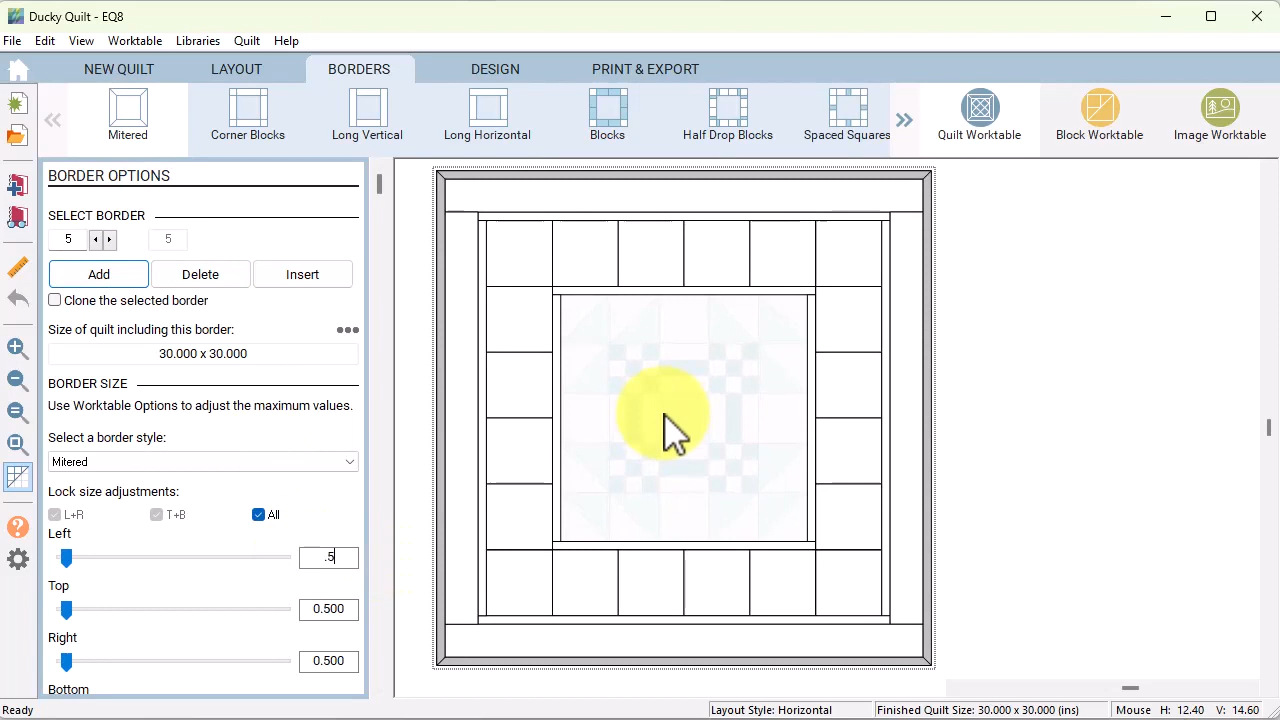 Ducky Quilt - EQ8
File Edit View Worktable Libraries Quilt Help
NEW QUILT LAYOUT BORDERS DESIGN PRINT & EXPORT
Mitered Corner Blocks Long Vertical Long Horizontal Blocks Half Drop Blocks Spaced Squares Quilt Worktable Block Worktable Image Worktable
BORDER OPTIONS
SELECT BORDER
5 5
Add Delete Insert
Clone the selected border
Size of quilt including this border:
30.000 x 30.000
BORDER SIZE
Use Worktable Options to adjust the maximum values.
Select a border style:
Mitered
Lock size adjustments:
L+R T+B All
Left
.5
Top
0.500
Right
0.500
Bottom
Ready Layout Style: Horizontal Finished Quilt Size: 30.000 x 30.000 (ins) Mouse H: 12.40 V: 14.60